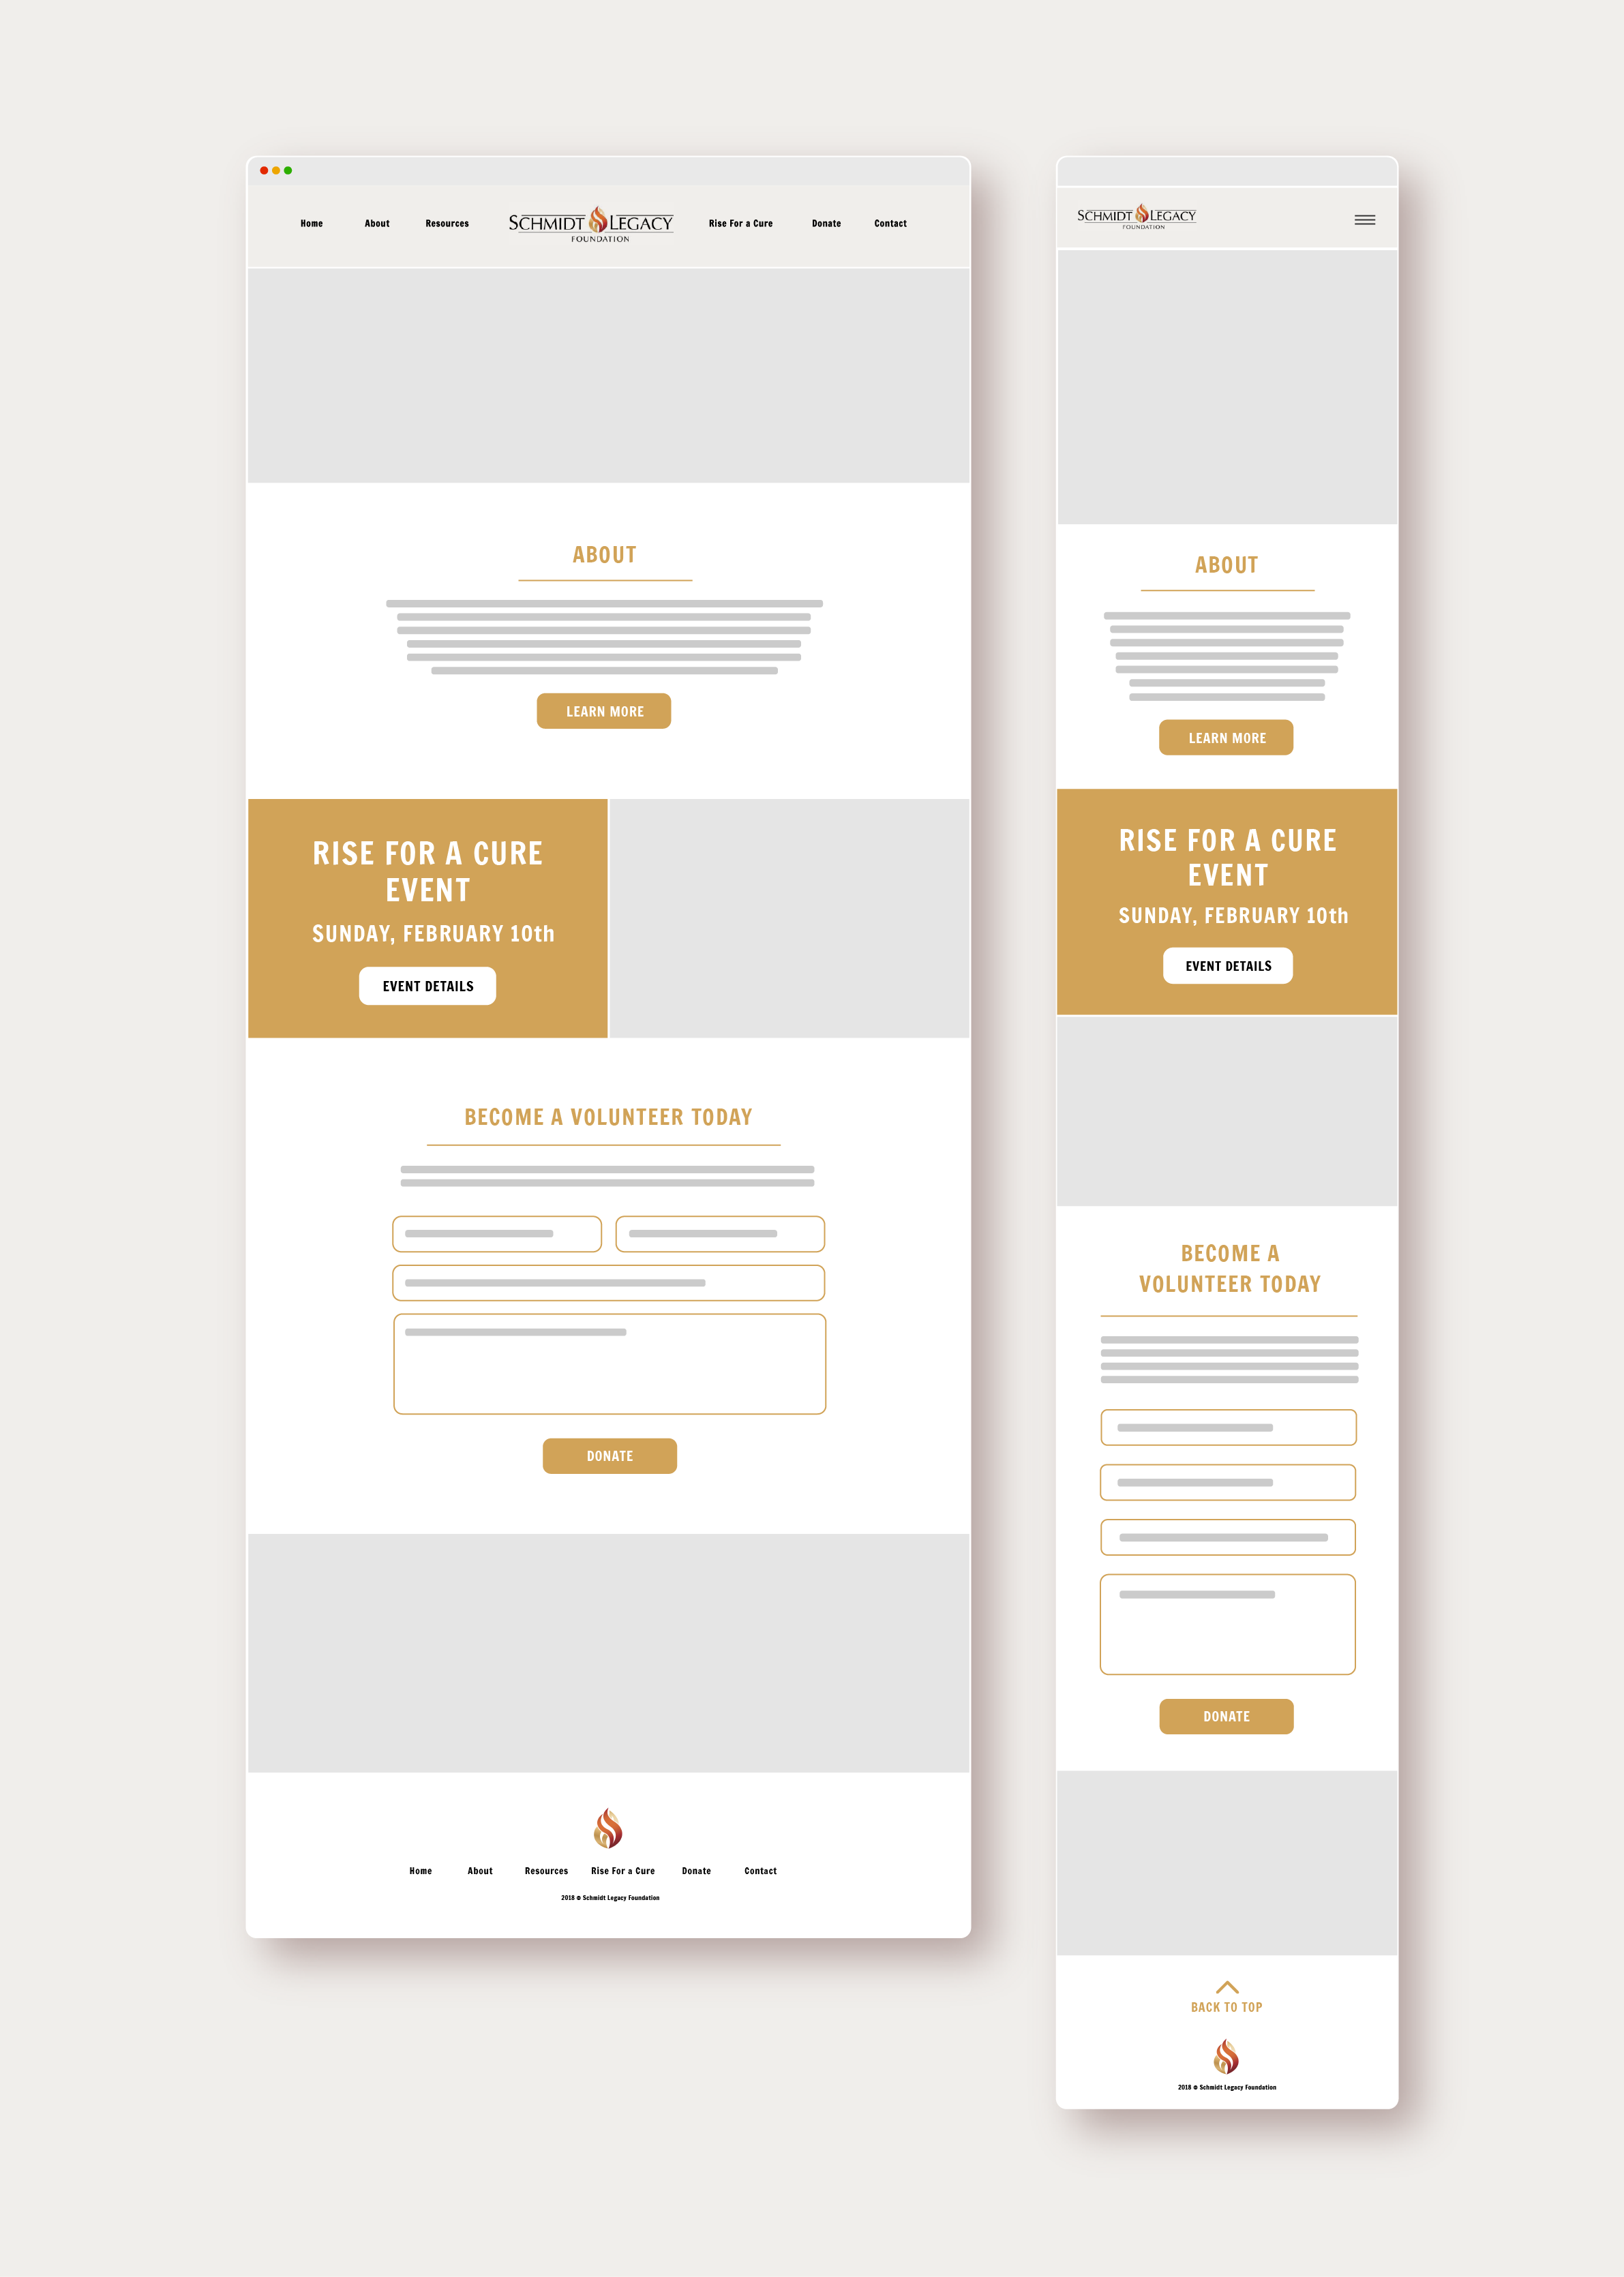 Home About Resources SCHMIDT LEGACY Rise For a Cure Donate Contact
FOUNDATION
ABOUT
LEARN MORE
RISE FOR A CURE
EVENT
SUNDAY, FEBRUARY 10th
EVENT DETAILS
BECOME A VOLUNTEER TODAY
DONATE
Home About Resources Rise For a Cure Donate Contact
2018 © Schmidt Legacy Foundation
SCHMIDT LEGACY
FOUNDATION
ABOUT
LEARN MORE
RISE FOR A CURE
EVENT
SUNDAY, FEBRUARY 10th
EVENT DETAILS
BECOME A
VOLUNTEER TODAY
DONATE
BACK TO TOP
2018 © Schmidt Legacy Foundation